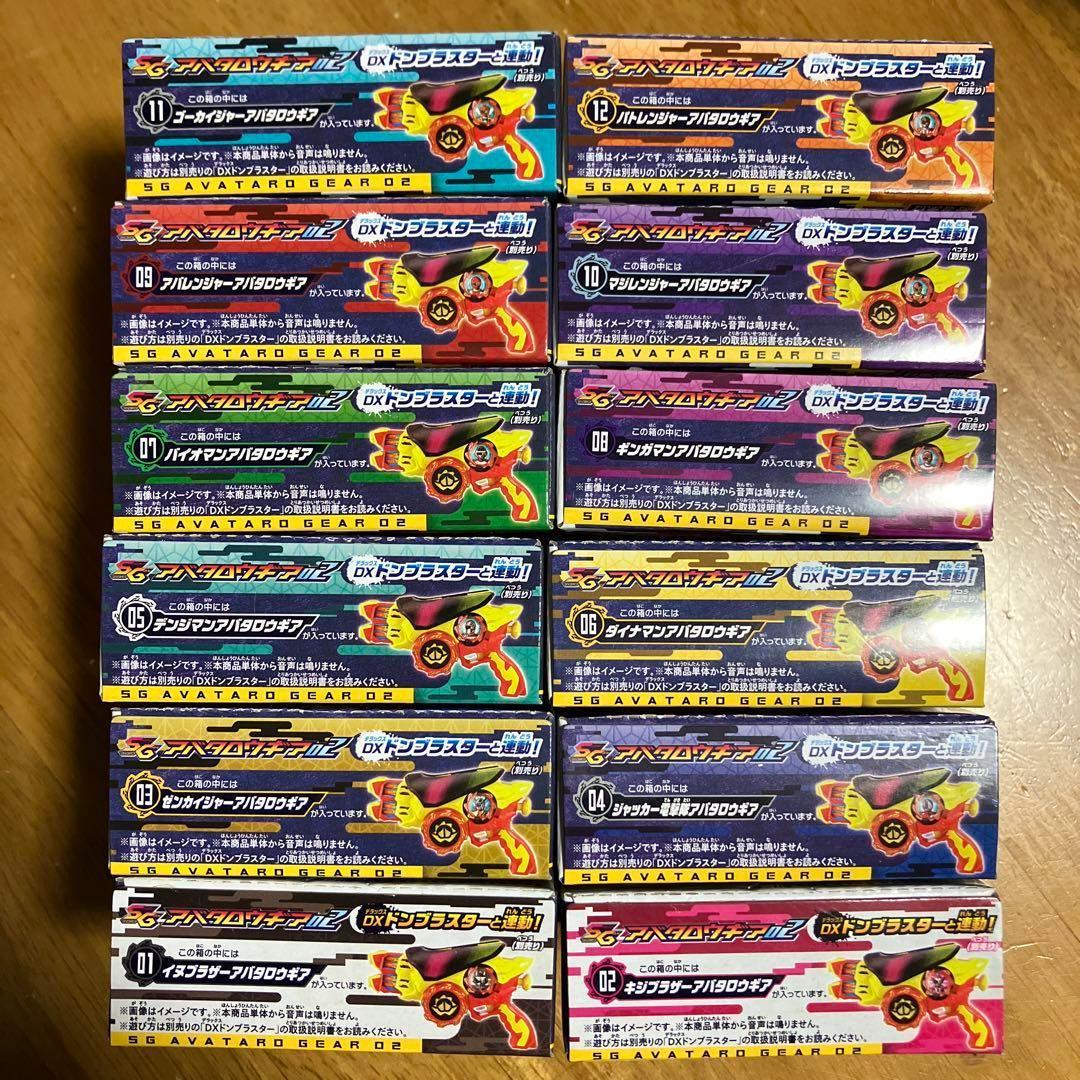 SG アバタロウギア02 DXドンブラスターと連動!
(別売り)
11 この箱の中には
ゴーカイジャーアバタロウギア が入っています。
※画像はイメージです。※本商品単体から音声は鳴りません。
※遊び方は別売りの「DXドンブラスター」の取扱説明書をお読みください。
SG AVATARO GEAR 02
SG アバタロウギア02 DXドンブラスターと連動!
(別売り)
12 この箱の中には
パトレンジャーアバタロウギア が入っています。
※画像はイメージです。※本商品単体から音声は鳴りません。
※遊び方は別売りの「DXドンブラスター」の取扱説明書をお読みください。
SG AVATARO GEAR 02
SG アバタロウギア02 DXドンブラスターと連動!
(別売り)
09 この箱の中には
アバレンジャーアバタロウギア が入っています。
※画像はイメージです。※本商品単体から音声は鳴りません。
※遊び方は別売りの「DXドンブラスター」の取扱説明書をお読みください。
SG AVATARO GEAR 02
SG アバタロウギア02 DXドンブラスターと連動!
(別売り)
10 この箱の中には
マジレンジャーアバタロウギア が入っています。
※画像はイメージです。※本商品単体から音声は鳴りません。
※遊び方は別売りの「DXドンブラスター」の取扱説明書をお読みください。
SG AVATARO GEAR 02
SG アバタロウギア02 DXドンブラスターと連動!
(別売り)
07 この箱の中には
バイオマンアバタロウギア が入っています。
※画像はイメージです。※本商品単体から音声は鳴りません。
※遊び方は別売りの「DXドンブラスター」の取扱説明書をお読みください。
SG AVATARO GEAR 02
SG アバタロウギア02 DXドンブラスターと連動!
(別売り)
08 この箱の中には
ギンガマンアバタロウギア が入っています。
※画像はイメージです。※本商品単体から音声は鳴りません。
※遊び方は別売りの「DXドンブラスター」の取扱説明書をお読みください。
SG AVATARO GEAR 02
SG アバタロウギア02 DXドンブラスターと連動!
(別売り)
05 この箱の中には
デンジマンアバタロウギア が入っています。
※画像はイメージです。※本商品単体から音声は鳴りません。
※遊び方は別売りの「DXドンブラスター」の取扱説明書をお読みください。
SG AVATARO GEAR 02
SG アバタロウギア02 DXドンブラスターと連動!
(別売り)
06 この箱の中には
ダイナマンアバタロウギア が入っています。
※画像はイメージです。※本商品単体から音声は鳴りません。
※遊び方は別売りの「DXドンブラスター」の取扱説明書をお読みください。
SG AVATARO GEAR 02
SG アバタロウギア02 DXドンブラスターと連動!
(別売り)
03 この箱の中には
ゼンカイジャーアバタロウギア が入っています。
※画像はイメージです。※本商品単体から音声は鳴りません。
※遊び方は別売りの「DXドンブラスター」の取扱説明書をお読みください。
SG AVATARO GEAR 02
SG アバタロウギア02 DXドンブラスターと連動!
(別売り)
04 この箱の中には
ジャッカー電撃隊アバタロウギア が入っています。
※画像はイメージです。※本商品単体から音声は鳴りません。
※遊び方は別売りの「DXドンブラスター」の取扱説明書をお読みください。
SG AVATARO GEAR 02
SG アバタロウギア02 DXドンブラスターと連動!
(別売り)
01 この箱の中には
イヌブラザーアバタロウギア が入っています。
※画像はイメージです。※本商品単体から音声は鳴りません。
※遊び方は別売りの「DXドンブラスター」の取扱説明書をお読みください。
SG AVATARO GEAR 02
SG アバタロウギア02 DXドンブラスターと連動!
(別売り)
02 この箱の中には
キジブラザーアバタロウギア が入っています。
※画像はイメージです。※本商品単体から音声は鳴りません。
※遊び方は別売りの「DXドンブラスター」の取扱説明書をお読みください。
SG AVATARO GEAR 02